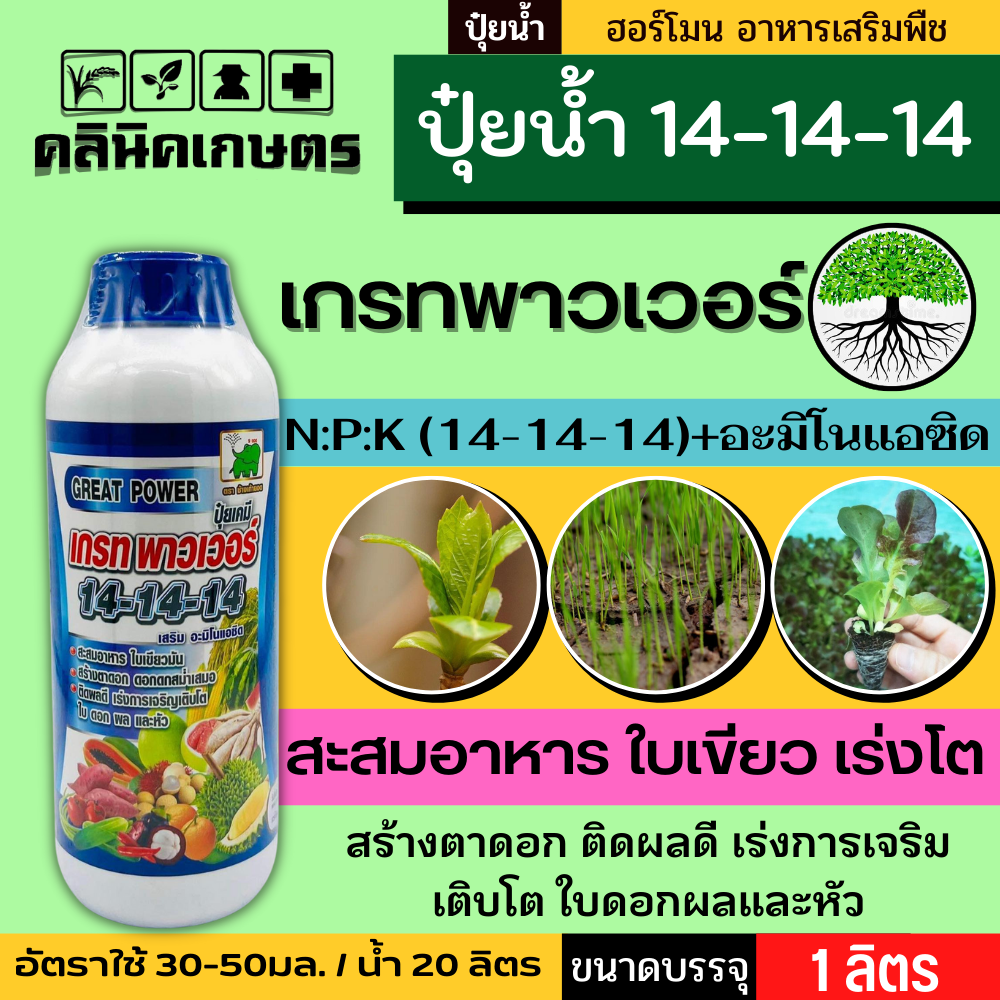 ปุ๋ยน้ำ
ฮอร์โมน อาหารเสริมพืช
คลินิคเกษตร
ปุ๋ยน้ำ 14-14-14
เกรทพาวเวอร์
N:P:K (14-14-14)+อะมิโนแอซิด
GREAT POWER
ปุ๋ยเคมี
เกรท พาวเวอร์
14-14-14
เสริม อะมิโนแอซิด
สะสมอาหาร ใบเขียวมัน
สร้างตาดอก ดอกดกสม่ำเสมอ
ติดผลดี เร่งการเจริญเติบโต
ใบ ดอก ผล และหัว
สะสมอาหาร ใบเขียว เร่งโต
สร้างตาดอก ติดผลดี เร่งการเจริม
เติบโต ใบดอกผลและหัว
อัตราใช้ 30-50มล. / น้ำ 20 ลิตร
ขนาดบรรจุ
1 ลิตร